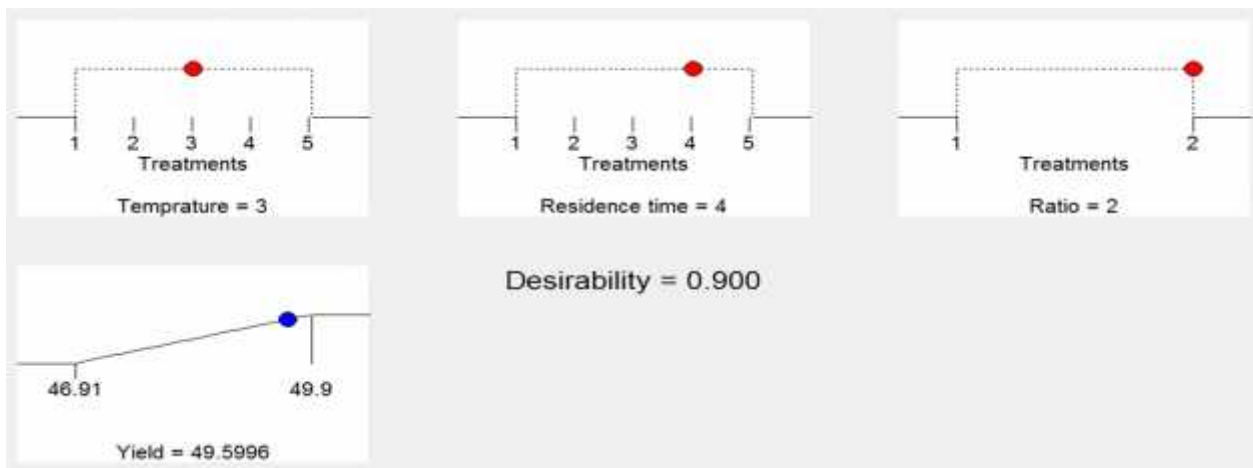 1 2 3 4 5
Treatments
Temprature = 3
1 2 3 4 5
Treatments
Residence time = 4
1 2
Treatments
Ratio = 2
46.91 49.9
Yield = 49.5996
Desirability = 0.900